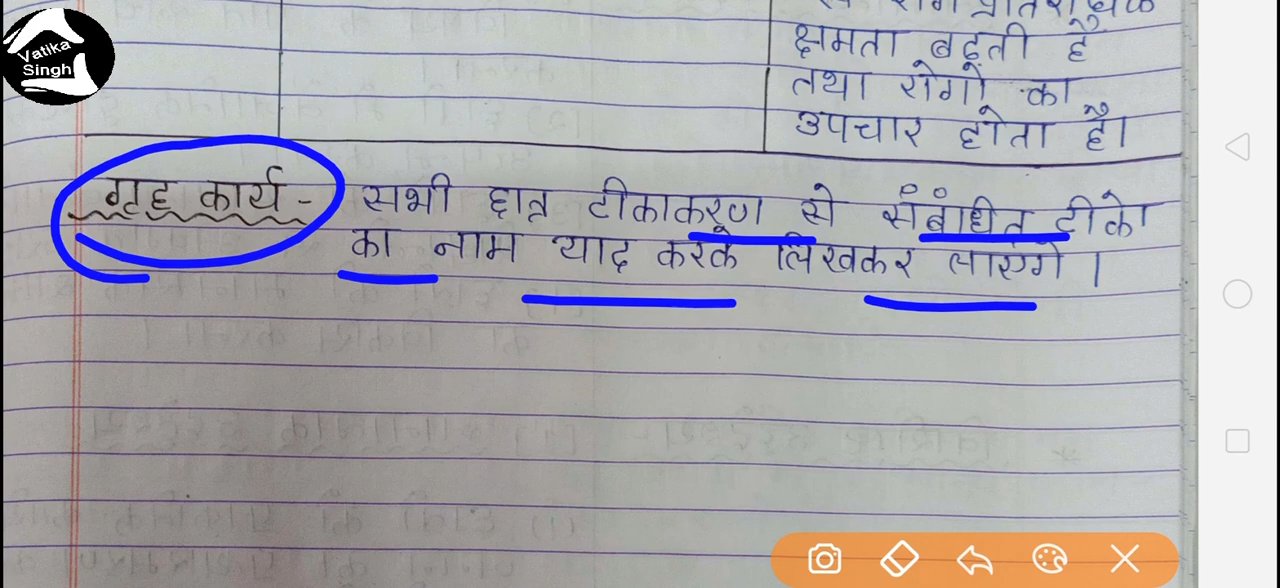 Vatika
Singh
क्षमता बढ़ती है
तथा रोगो का
उपचार होता है।
गृह कार्य - सभी छात्र टीकाकरण से संबंधित टीके
का नाम याद करके लिखकर लाएंगे।